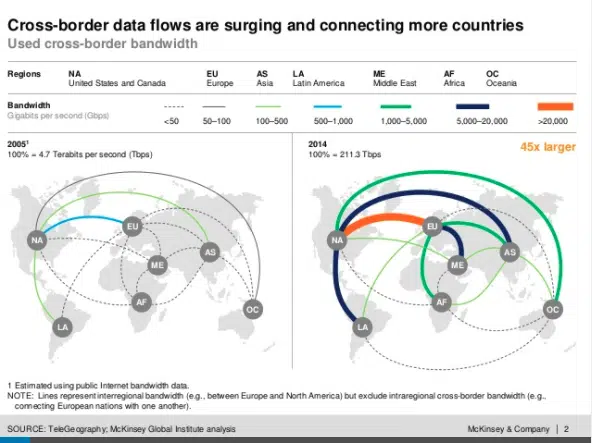 Cross-border data flows are surging and connecting more countries
Used cross-border bandwidth
Regions NA EU AS LA ME AF OC
United States and Canada Europe Asia Latin America Middle East Africa Oceania
Bandwidth
Gigabits per second (Gbps)
<50 50–100 100–500 500–1,000 1,000–5,000 5,000–20,000 >20,000
2005¹
100% = 4.7 Terabits per second (Tbps)
NA
EU
AS
ME
AF
OC
LA
2014
100% = 211.3 Tbps
45x larger
NA
EU
AS
ME
AF
OC
LA
1 Estimated using public Internet bandwidth data.
NOTE: Lines represent interregional bandwidth (e.g., between Europe and North America) but exclude intraregional cross-border bandwidth (e.g.,
connecting European nations with one another).
SOURCE: TeleGeography; McKinsey Global Institute analysis
McKinsey & Company | 2